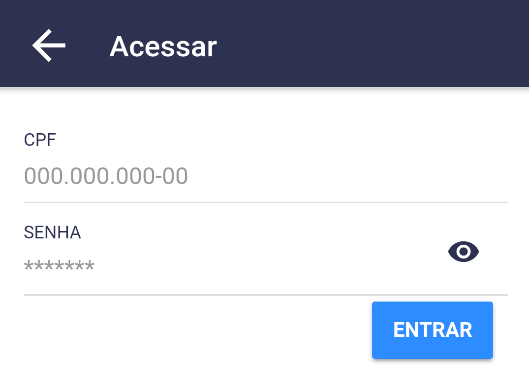 Acessar
CPF
000.000.000-00
SENHA
*******
ENTRAR